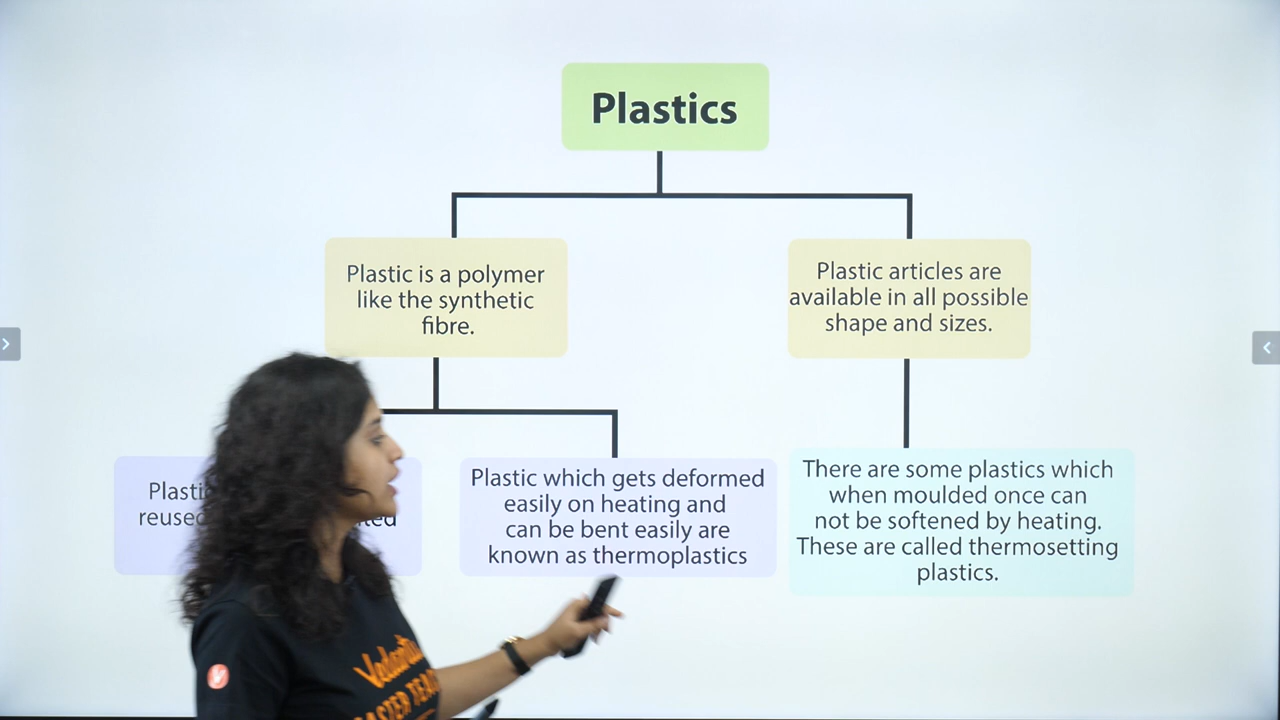 Plastics
Plastic is a polymer
like the synthetic
fibre.
Plastic articles are
available in all possible
shape and sizes.
reused
Plastic which gets deformed
easily on heating and
can be bent easily are
known as thermoplastics
There are some plastics which
when moulded once can
not be softened by heating.
These are called thermosetting
plastics.